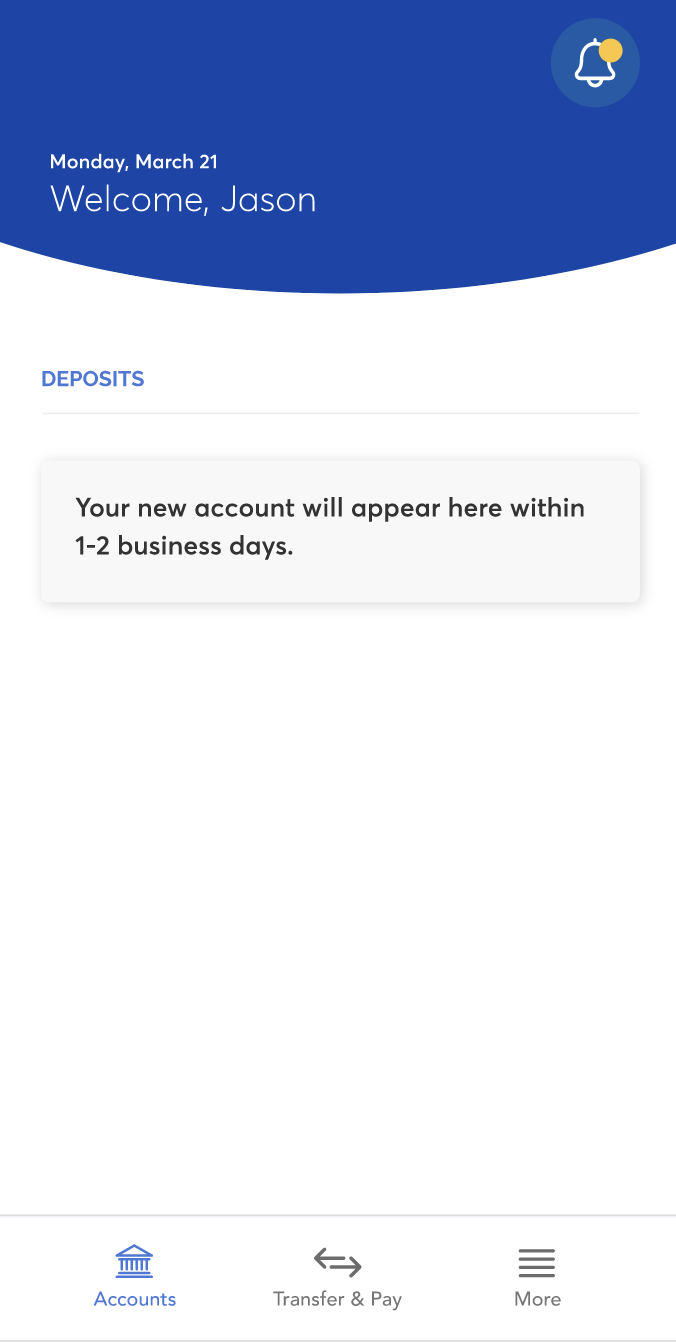 Monday, March 21
Welcome, Jason
DEPOSITS
Your new account will appear here within
1-2 business days.
Accounts
Transfer & Pay
More